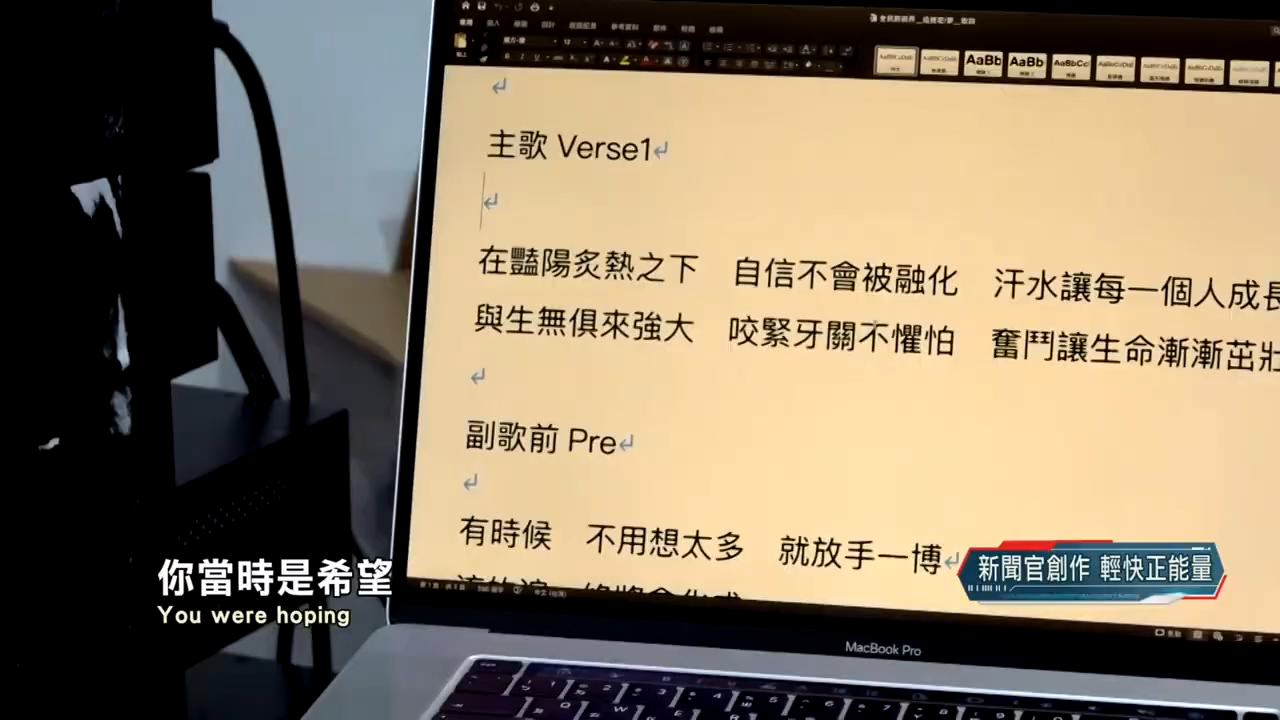 主歌 Verse1
在豔陽炙熱之下 自信不會被融化 汗水讓每一個人成長
與生無俱來強大 咬緊牙關不懼怕 奮鬥讓生命漸漸茁壯
副歌前 Pre
有時候 不用想太多 就放手一博
你當時是希望
You were hoping
新聞官創作 輕快正能量
MacBook Pro